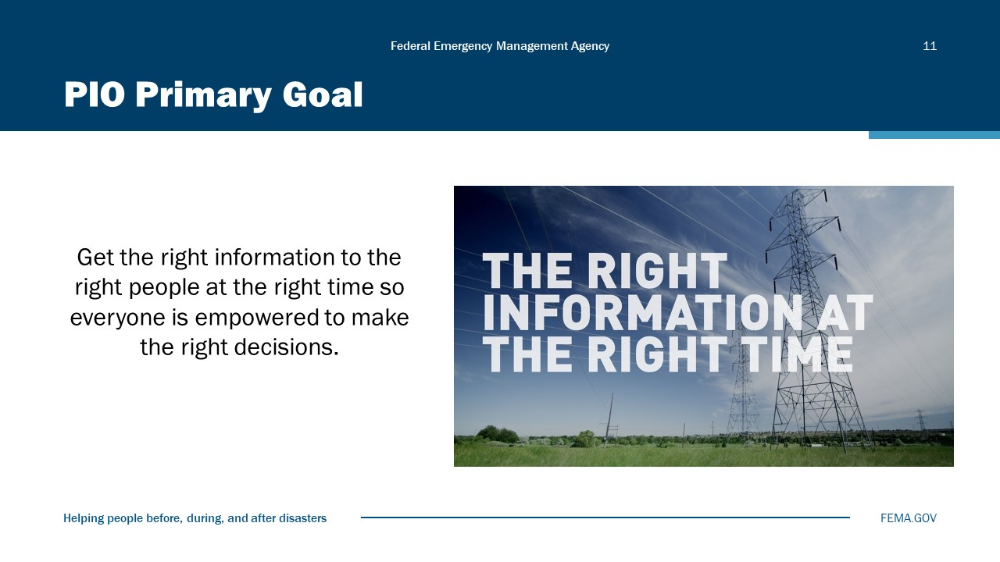 Federal Emergency Management Agency
11
PIO Primary Goal
Get the right information to the
right people at the right time so
everyone is empowered to make
the right decisions.
THE RIGHT
INFORMATION AT
THE RIGHT TIME
Helping people before, during, and after disasters
FEMA.GOV